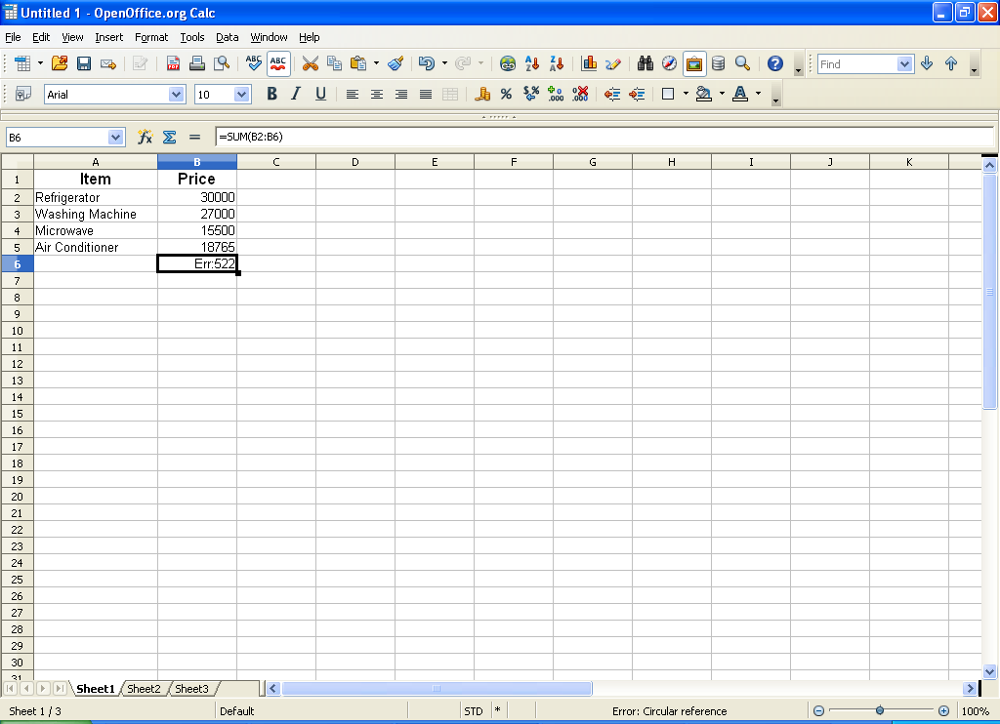 Untitled 1 - OpenOffice.org Calc
File Edit View Insert Format Tools Data Window Help
ABC ABC Find
Arial 10 B I U
B6 =SUM(B2:B6)
A B C D E F G H I J K
1 Item Price
2 Refrigerator 30000
3 Washing Machine 27000
4 Microwave 15500
5 Air Conditioner 18765
6 Err:522
7
8
9
10
11
12
13
14
15
16
17
18
19
20
21
22
23
24
25
26
27
28
29
30
31
Sheet1 Sheet2 Sheet3
Sheet 1 / 3 Default STD * Error: Circular reference 100%